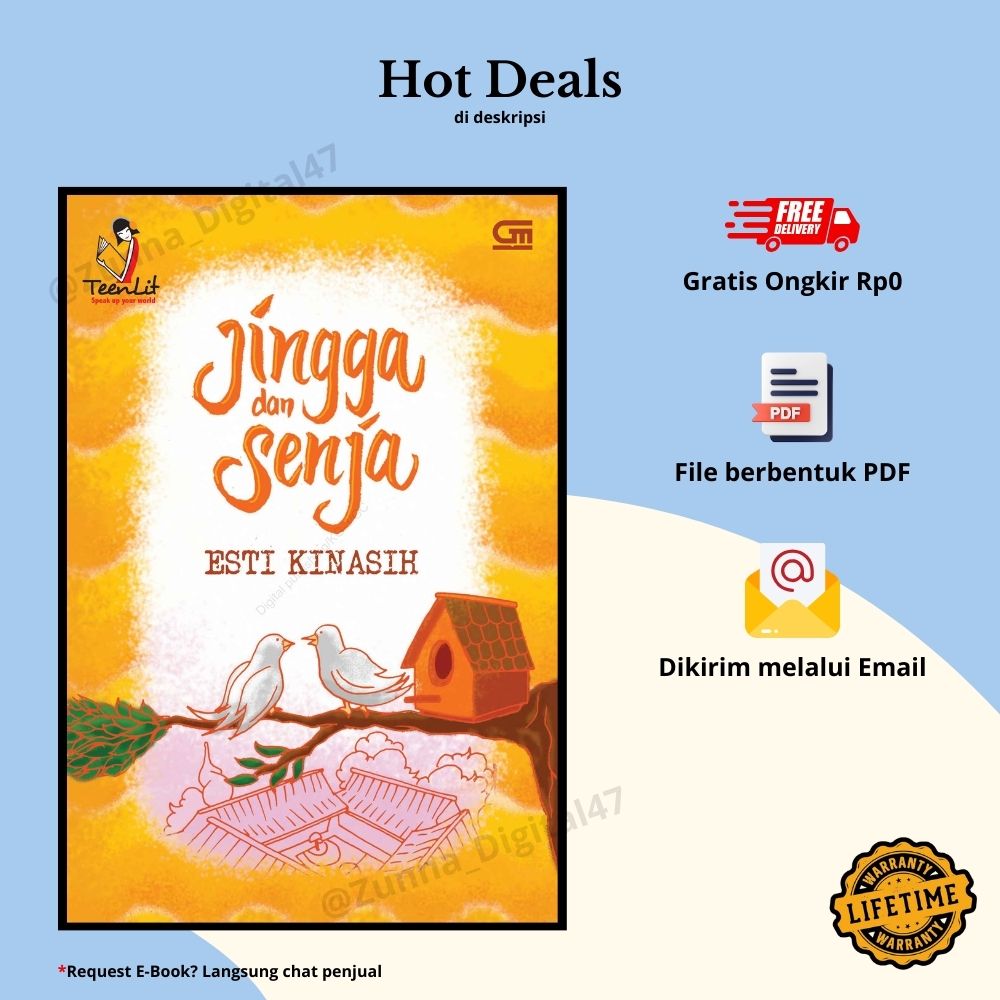 Hot Deals
di deskripsi
@Zunna_Digital47
TeenLit
Speak up your world
GM
Jingga
dan
senja
ESTI KINASIH
@Zunna_Digital47
FREE
DELIVERY
Gratis Ongkir Rp0
PDF
File berbentuk PDF
@
Dikirim melalui Email
WARRANTY
LIFETIME
WARRANTY
*Request E-Book? Langsung chat penjual